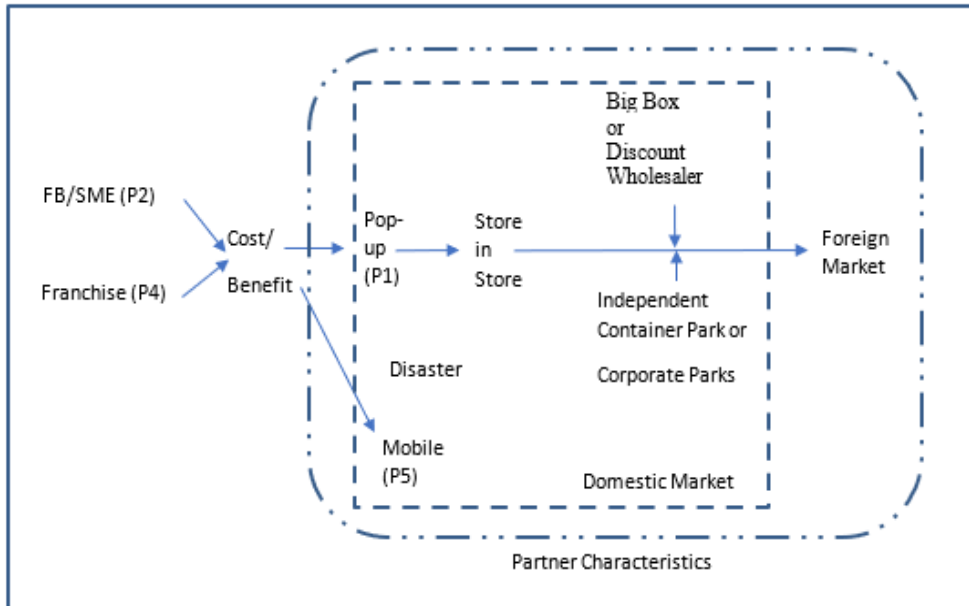 Big Box
or
Discount
Wholesaler
FB/SME (P2)
Franchise (P4)
Cost/
Benefit
Pop-
up
(P1)
Store
in
Store
Foreign
Market
Independent
Container Park or
Corporate Parks
Disaster
Mobile
(P5)
Domestic Market
Partner Characteristics